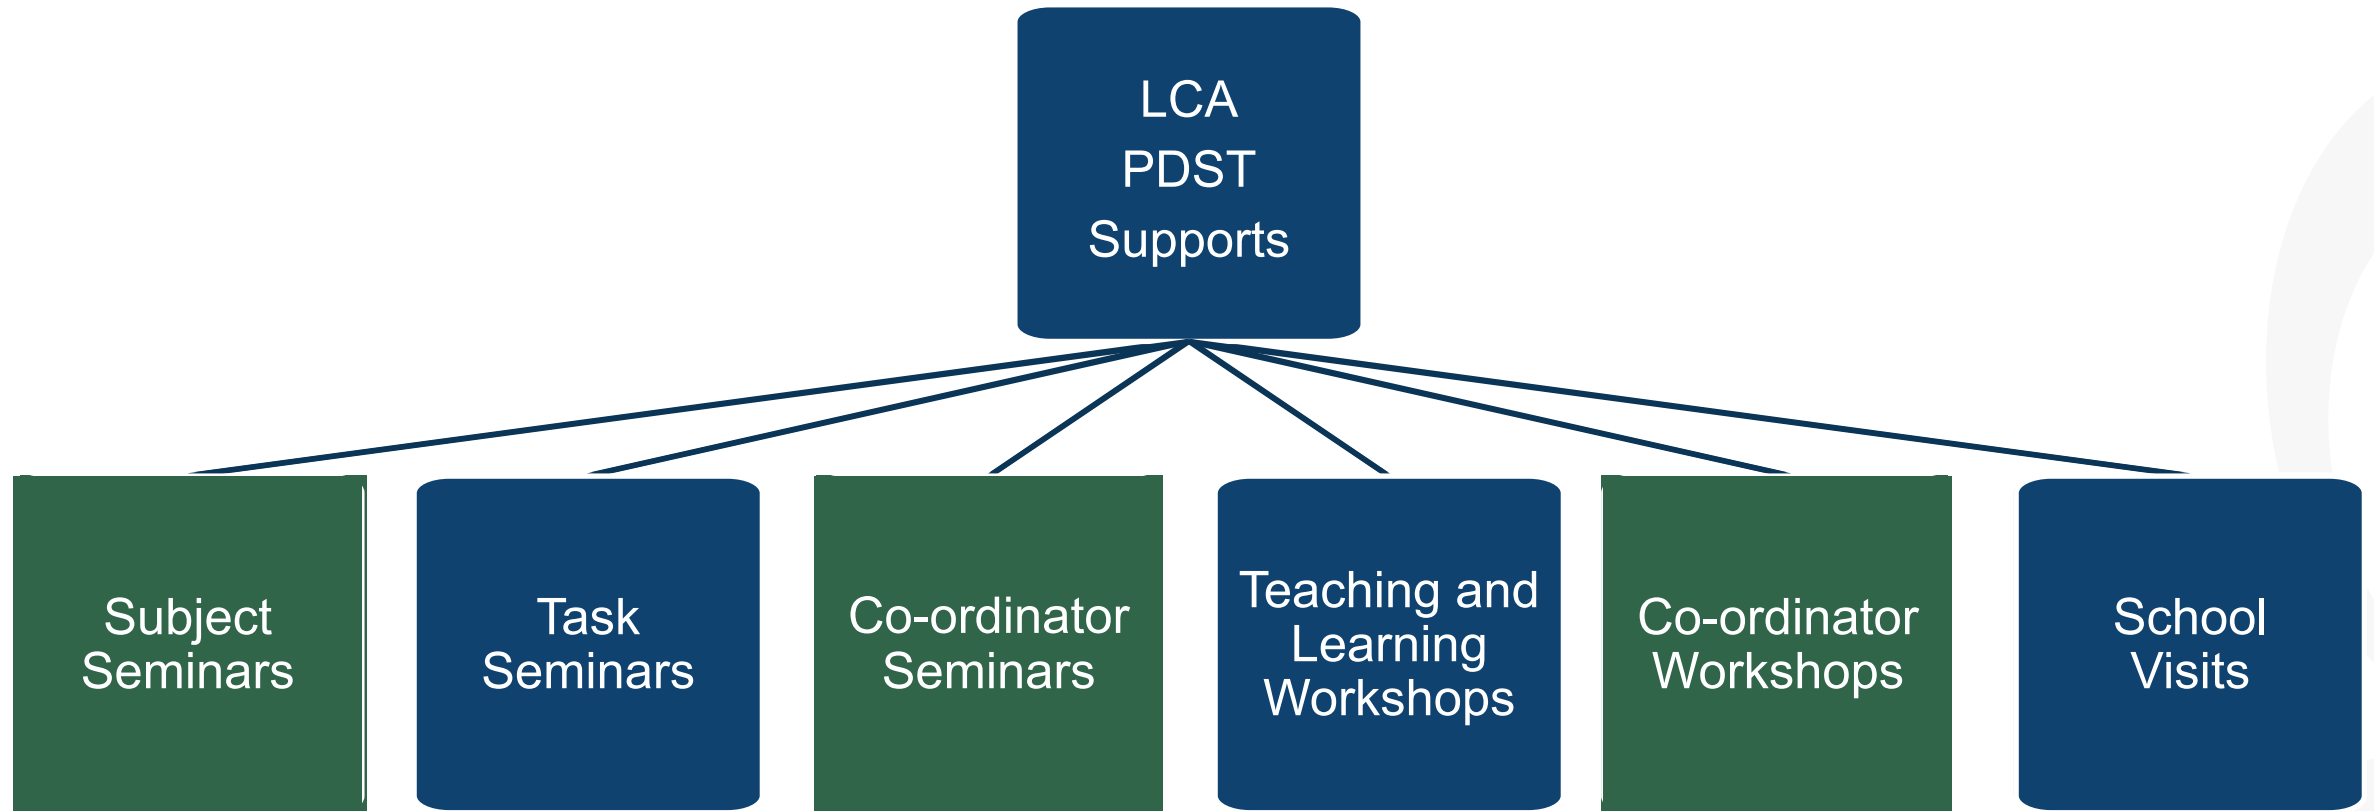 LCA
PDST
Supports
Subject
Seminars
Task
Seminars
Co-ordinator
Seminars
Teaching and
Learning
Workshops
Co-ordinator
Workshops
School
Visits